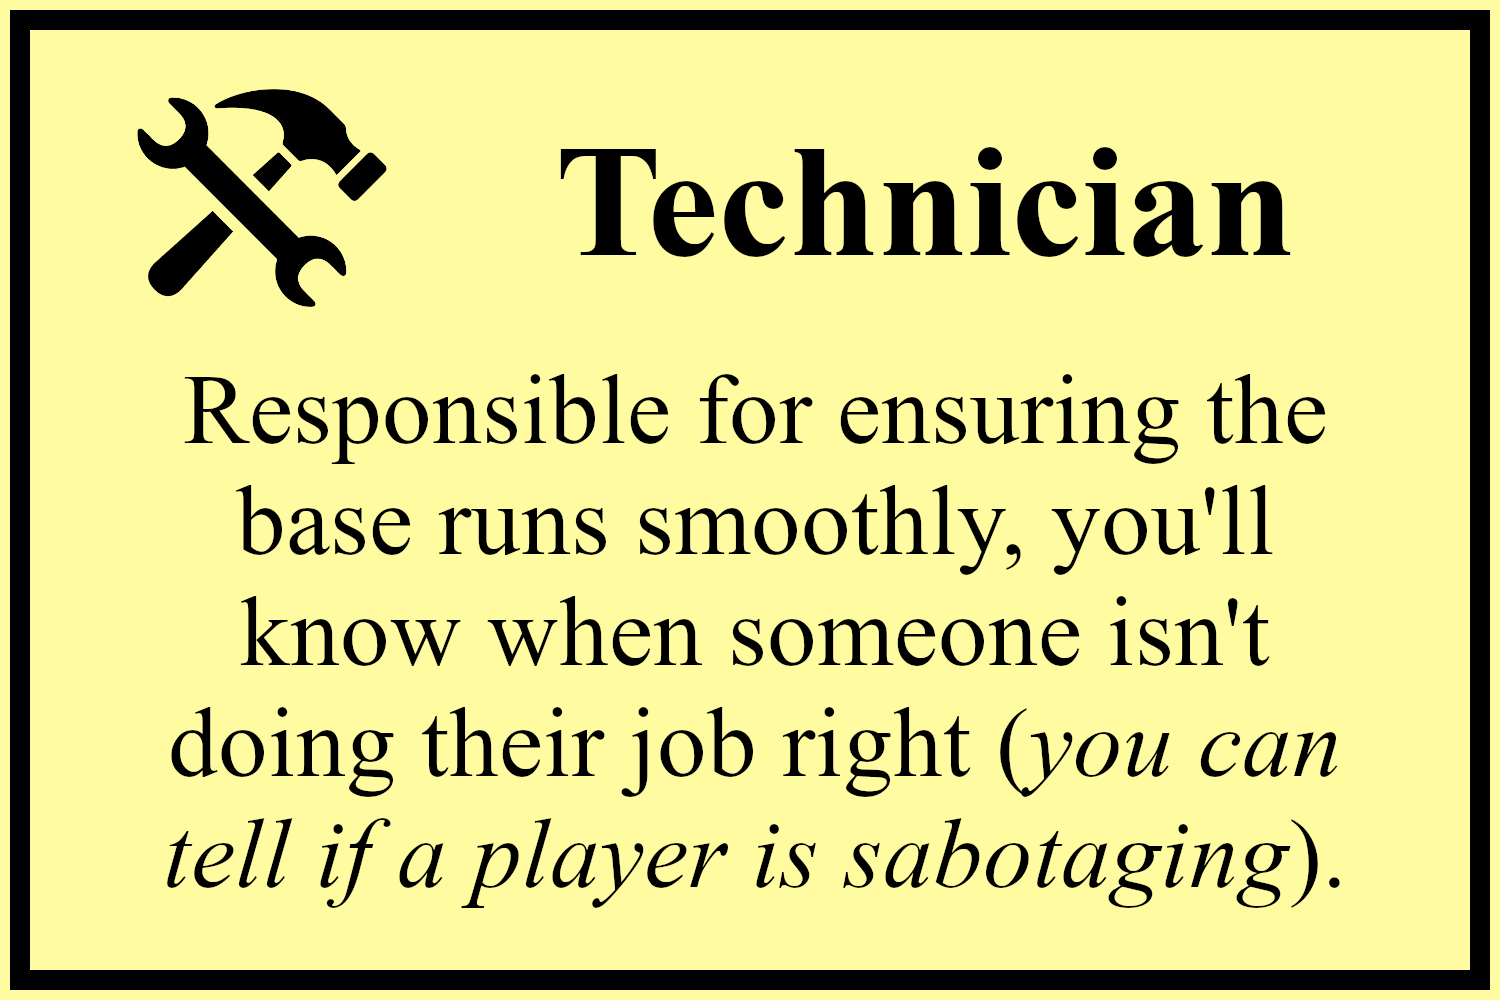 Technician
Responsible for ensuring the
base runs smoothly, you'll
know when someone isn't
doing their job right (you can
tell if a player is sabotaging).